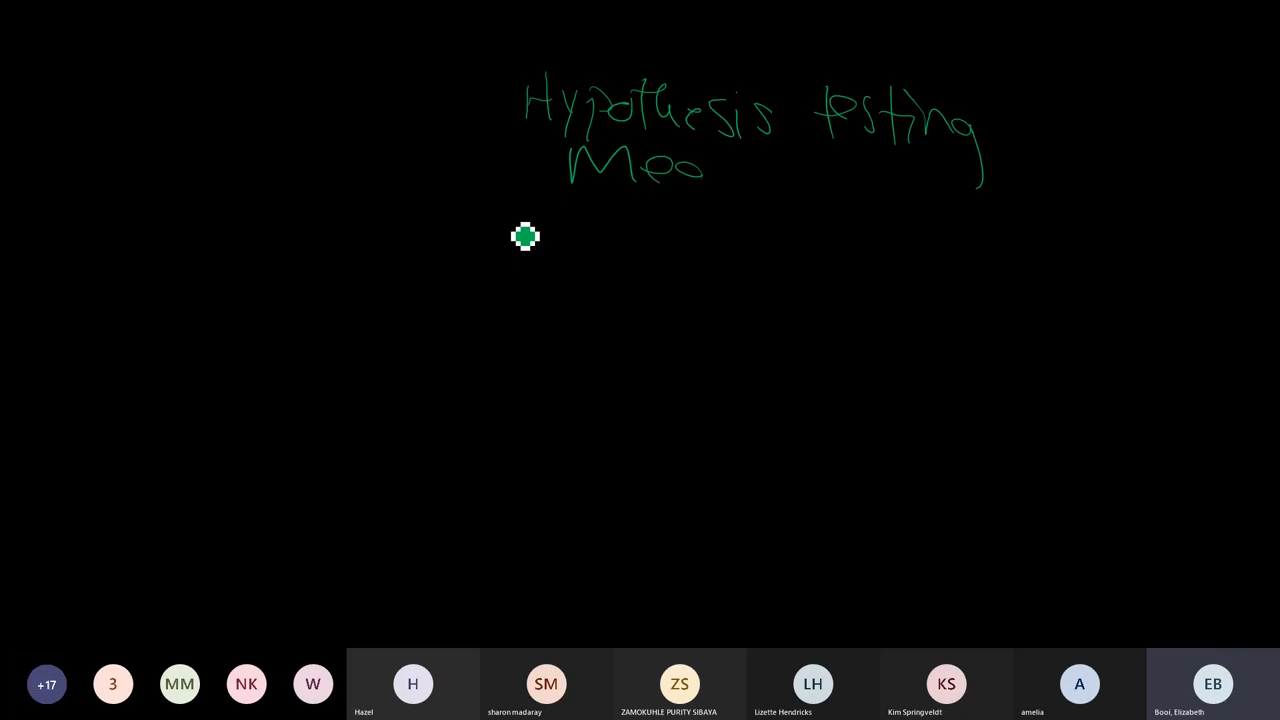 Hypothesis testing
Mea
+17
3
MM
NK
W
H
SM
ZS
LH
KS
A
EB
Hazel
sharon madaray
ZAMOKUHLE PURITY SIBAYA
Lizette Hendricks
Kim Springveldt
amelia
Booi, Elizabeth